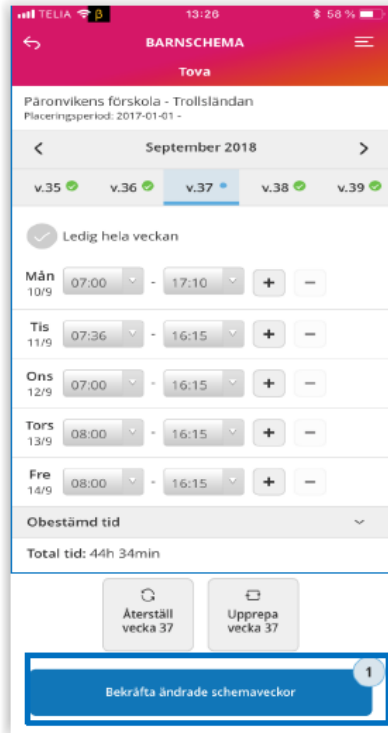 TELIA β 13:26 58 %
BARNSCHEMA
Tova
Päronvikens förskola - Trollsländan
Placeringsperiod: 2017-01-01 -
< September 2018 >
v.35 v.36 v.37 v.38 v.39
Ledig hela veckan
Mån 07:00 - 17:10 + −
10/9
Tis 07:36 - 16:15 + −
11/9
Ons 07:00 - 16:15 + −
12/9
Tors 08:00 - 16:15 + −
13/9
Fre 08:00 - 16:15 + −
14/9
Obestämd tid
Total tid: 44h 34min
Återställ
vecka 37
Upprepa
vecka 37
1
Bekräfta ändrade schemaveckor